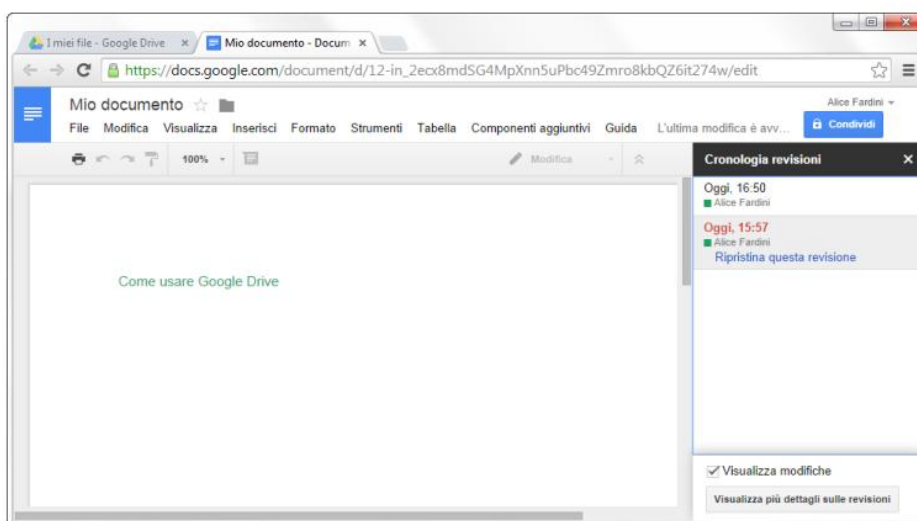 I miei file - Google Drive
Mio documento - Docum
https://docs.google.com/document/d/12-in_2ecx8mdSG4MpXnn5uPbc49Zmro8kbQZ6it274w/edit
Mio documento
Alice Fardini
File Modifica Visualizza Inserisci Formato Strumenti Tabella Componenti aggiuntivi Guida L'ultima modifica è avv...
Condividi
100%
Modifica
Cronologia revisioni
Oggi, 16:50
Alice Fardini
Oggi, 15:57
Alice Fardini
Ripristina questa revisione
Come usare Google Drive
Visualizza modifiche
Visualizza più dettagli sulle revisioni